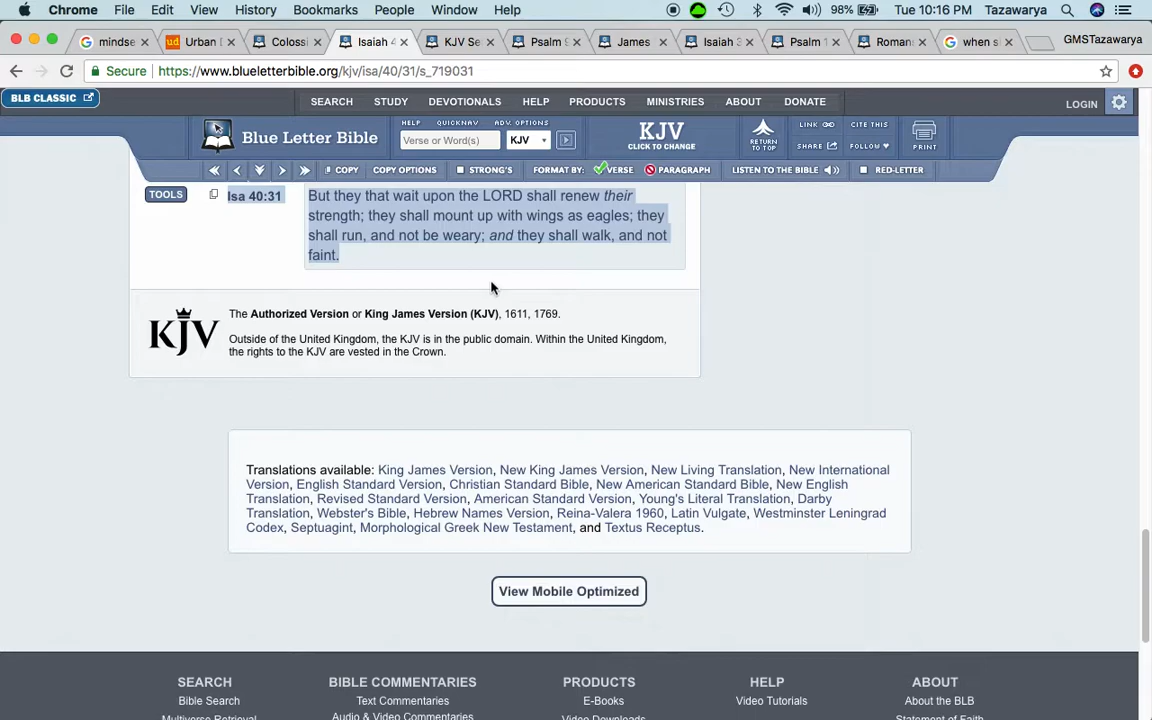 Chrome File Edit View History Bookmarks People Window Help 98% Tue 10:16 PM Tazawarya
mindse Urban D Colossi Isaiah 4 KJV Se Psalm 9 James Isaiah 3 Psalm 1 Roman when s GMSTazawarya
Secure https://www.blueletterbible.org/kjv/isa/40/31/s_719031
BLB CLASSIC SEARCH STUDY DEVOTIONALS HELP PRODUCTS MINISTRIES ABOUT DONATE LOGIN
HELP QUICKNAV ADV. OPTIONS
Blue Letter Bible Verse or Word(s) KJV
KJV
CLICK TO CHANGE
RETURN TO TOP
LINK CITE THIS
SHARE FOLLOW PRINT
COPY COPY OPTIONS STRONG'S FORMAT BY: VERSE PARAGRAPH LISTEN TO THE BIBLE RED-LETTER
TOOLS Isa 40:31 But they that wait upon the LORD shall renew their
strength; they shall mount up with wings as eagles; they
shall run, and not be weary; and they shall walk, and not
faint.
KJV
The Authorized Version or King James Version (KJV), 1611, 1769.
Outside of the United Kingdom, the KJV is in the public domain. Within the United Kingdom,
the rights to the KJV are vested in the Crown.
Translations available: King James Version, New King James Version, New Living Translation, New International
Version, English Standard Version, Christian Standard Bible, New American Standard Bible, New English
Translation, Revised Standard Version, American Standard Version, Young's Literal Translation, Darby
Translation, Webster's Bible, Hebrew Names Version, Reina-Valera 1960, Latin Vulgate, Westminster Leningrad
Codex, Septuagint, Morphological Greek New Testament, and Textus Receptus.
View Mobile Optimized
SEARCH BIBLE COMMENTARIES PRODUCTS HELP ABOUT
Bible Search Text Commentaries E-Books Video Tutorials About the BLB
Multiverse Retrieval Audio & Video Commentaries Video Downloads Statement of Faith